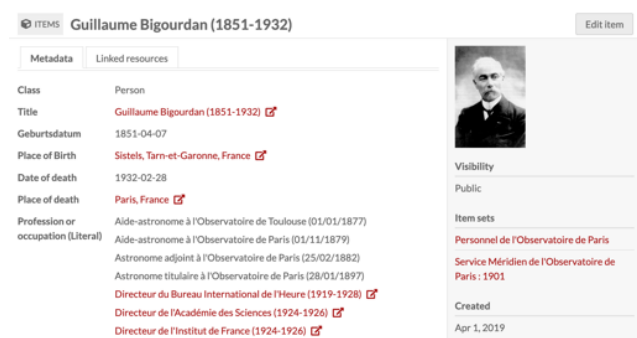 ITEMS Guillaume Bigourdan (1851-1932)
Edit item
Metadata Linked resources
Class Person
Title Guillaume Bigourdan (1851-1932)
Geburtsdatum 1851-04-07
Place of Birth Sistels, Tarn-et-Garonne, France
Date of death 1932-02-28
Place of death Paris, France
Profession or
occupation (Literal)
Aide-astronome à l'Observatoire de Toulouse (01/01/1877)
Aide-astronome à l'Observatoire de Paris (01/11/1879)
Astronome adjoint à l'Observatoire de Paris (25/02/1882)
Astronome titulaire à l'Observatoire de Paris (28/01/1897)
Directeur du Bureau International de l'Heure (1919-1928)
Directeur de l'Académie des Sciences (1924-1926)
Directeur de l'Institut de France (1924-1926)
Visibility
Public
Item sets
Personnel de l'Observatoire de Paris
Service Méridien de l'Observatoire de
Paris : 1901
Created
Apr 1, 2019